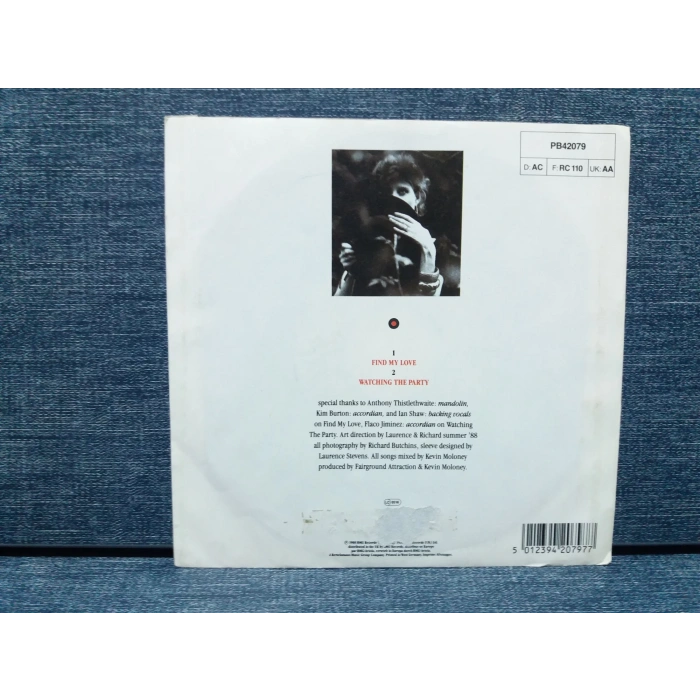 PB42079
D: AC F: RC 110 UK: AA
1
FIND MY LOVE
2
WATCHING THE PARTY
special thanks to Anthony Thistlethwaite: mandolin,
Kim Burton: accordian, and Ian Shaw: backing vocals
on Find My Love, Flaco Jiminez: accordian on Watching
The Party. Art direction by Laurence & Richard summer '88
all photography by Richard Butchins, sleeve designed by
Laurence Stevens. All songs mixed by Kevin Moloney
produced by Fairground Attraction & Kevin Moloney.
5 012394 207977